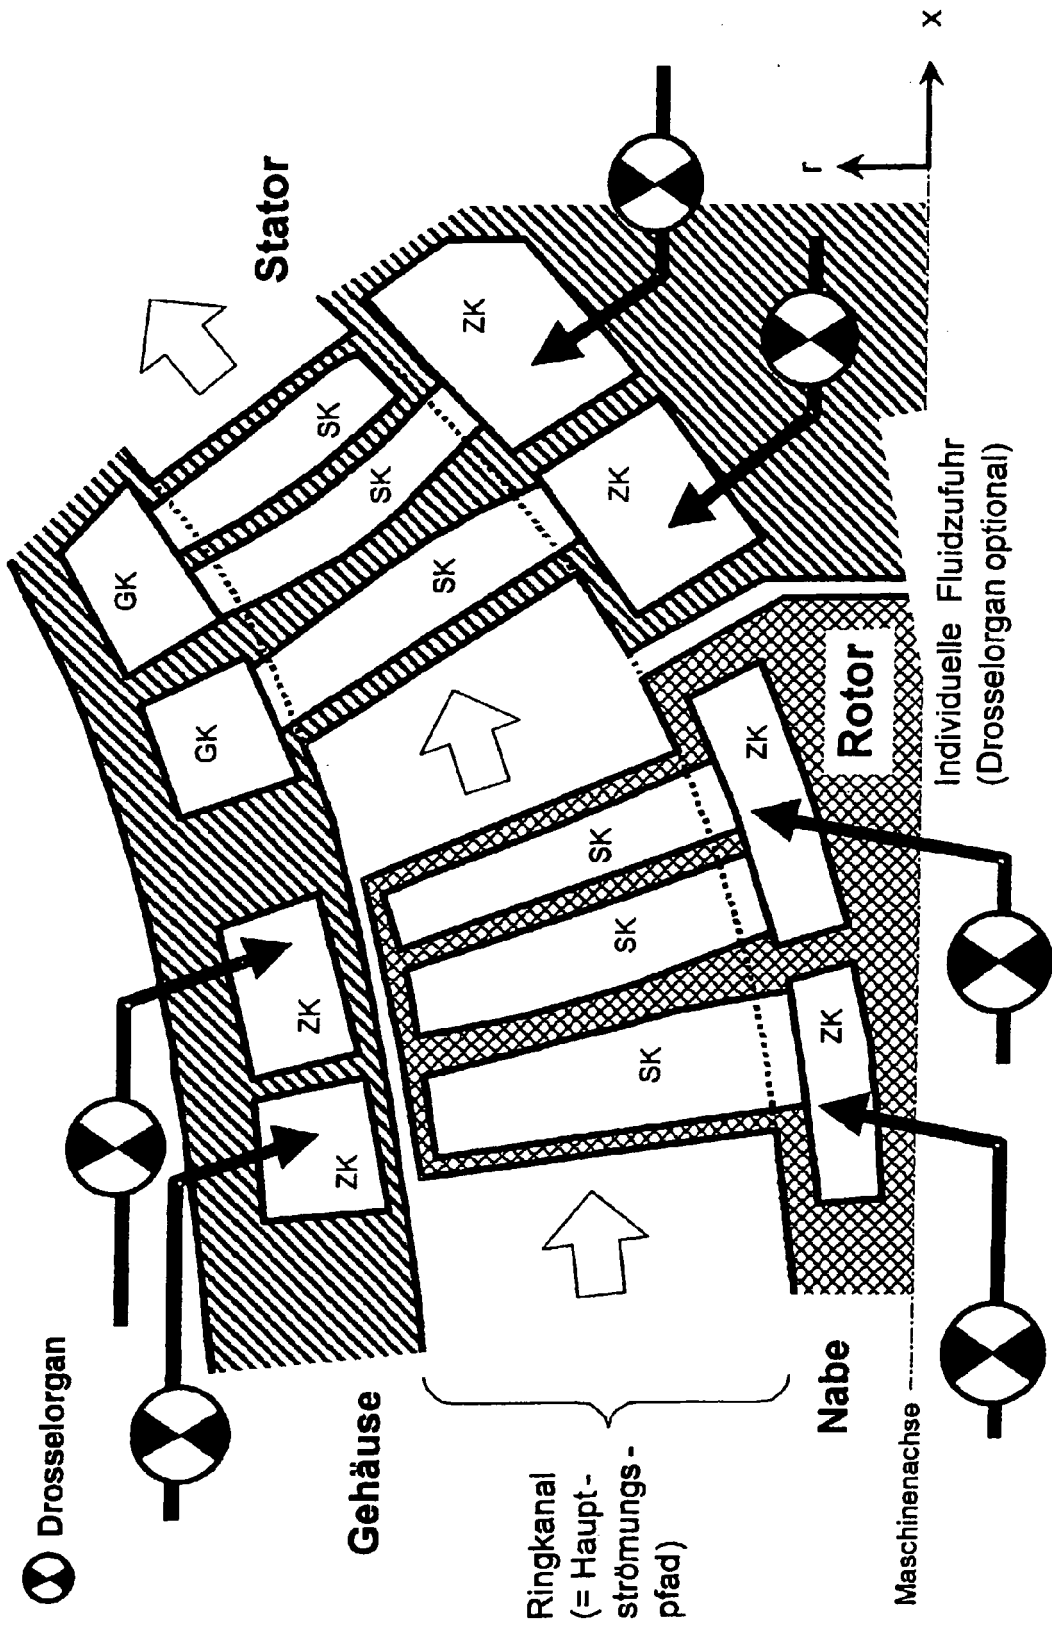 Drosselorgan
Gehäuse
Ringkanal
(= Haupt-
strömungs-
pfad)
Nabe
Maschinenachse
ZK
ZK
GK
GK
SK
SK
SK
SK
SK
SK
ZK
ZK
ZK
ZK
Stator
Rotor
Individuelle Fluidzufuhr
(Drosselorgan optional)
r
x